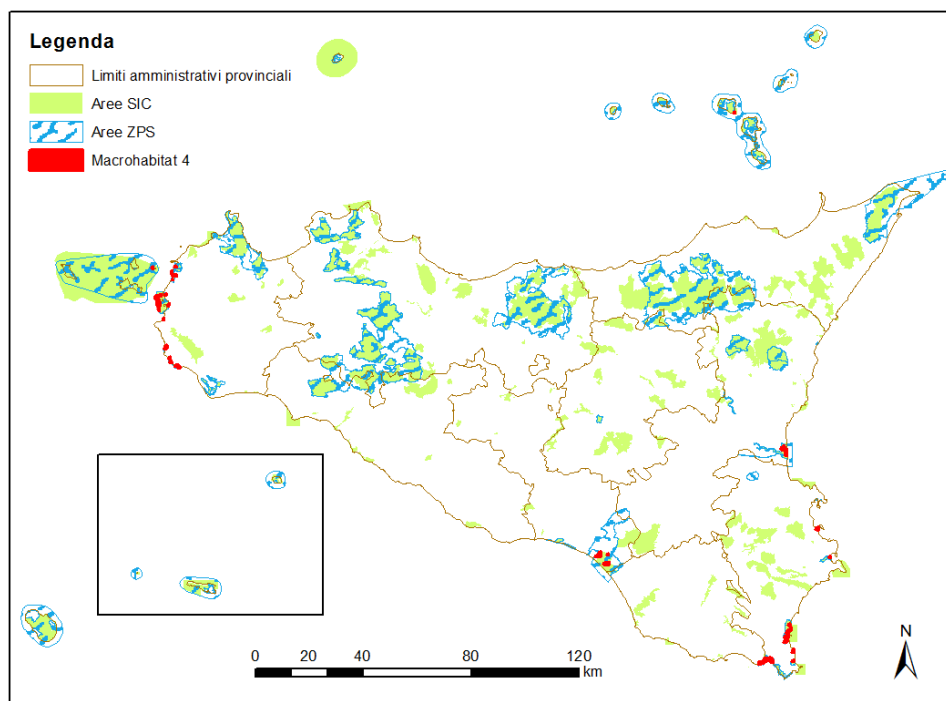 Legenda
Limiti amministrativi provinciali
Aree SIC
Aree ZPS
Macrohabitat 4
N
0 20 40 80 120
km